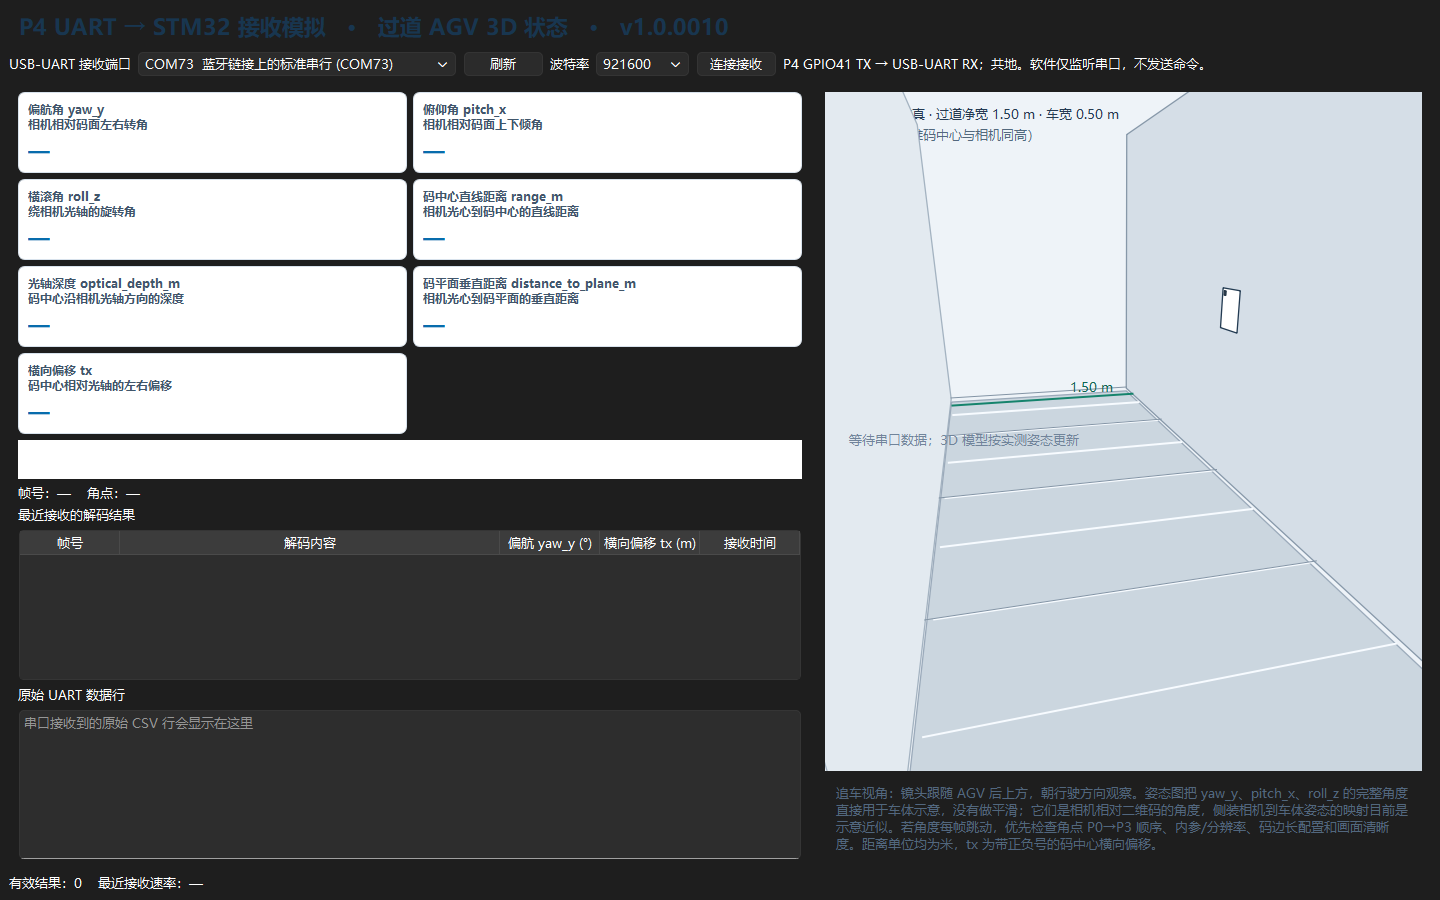 P4 UART → STM32 接收模拟 • 过道 AGV 3D 状态 • v1.0.0010
USB-UART 接收端口 COM73 蓝牙链接上的标准串行 (COM73) 刷新 波特率 921600 连接接收 P4 GPIO41 TX → USB-UART RX；共地。软件仅监听串口，不发送命令。
偏航角 yaw_y
相机相对码面左右转角
—
俯仰角 pitch_x
相机相对码面上下倾角
—
横滚角 roll_z
绕相机光轴的旋转角
—
码中心直线距离 range_m
相机光心到码中心的直线距离
—
光轴深度 optical_depth_m
码中心沿相机光轴方向的深度
—
码平面垂直距离 distance_to_plane_m
相机光心到码平面的垂直距离
—
横向偏移 tx
码中心相对光轴的左右偏移
—
帧号：— 角点：—
最近接收的解码结果
帧号 解码内容 偏航 yaw_y (°) 横向偏移 tx (m) 接收时间
原始 UART 数据行
串口接收到的原始 CSV 行会显示在这里
有效结果：0 最近接收速率：—
真 · 过道净宽 1.50 m · 车宽 0.50 m
码中心与相机同高）
1.50 m
等待串口数据；3D 模型按实测姿态更新
追车视角：镜头跟随 AGV 后上方，朝行驶方向观察。姿态图把 yaw_y、pitch_x、roll_z 的完整角度
直接用于车体示意，没有做平滑；它们是相机相对二维码的角度，侧装相机到车体姿态的映射目前是
示意近似。若角度每帧跳动，优先检查角点 P0→P3 顺序、内参/分辨率、码边长配置和画面清晰
度。距离单位均为米，tx 为带正负号的码中心横向偏移。